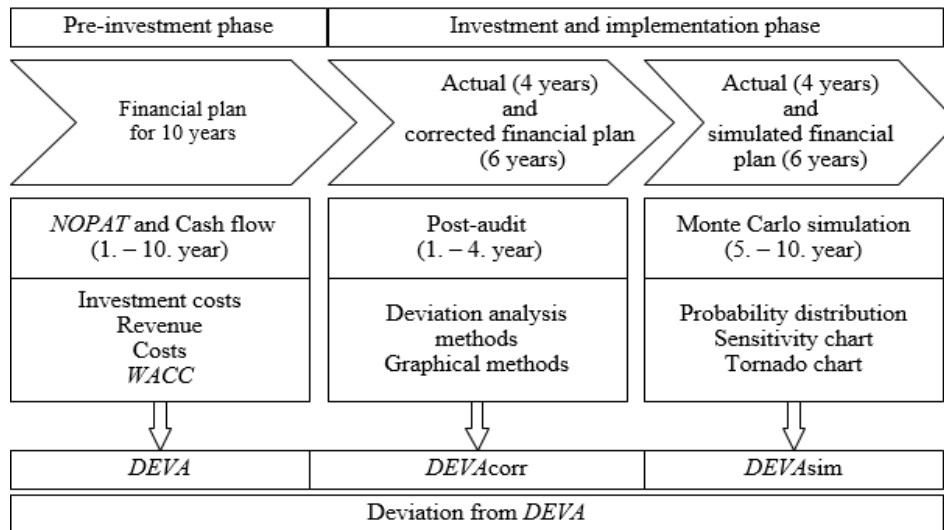 Pre-investment phase
Investment and implementation phase
Financial plan
for 10 years
Actual (4 years)
and
corrected financial plan
(6 years)
Actual (4 years)
and
simulated financial
plan (6 years)
NOPAT and Cash flow
(1. – 10. year)
Post-audit
(1. – 4. year)
Monte Carlo simulation
(5. – 10. year)
Investment costs
Revenue
Costs
WACC
Deviation analysis
methods
Graphical methods
Probability distribution
Sensitivity chart
Tornado chart
DEVA
DEVAcorr
DEVAsim
Deviation from DEVA